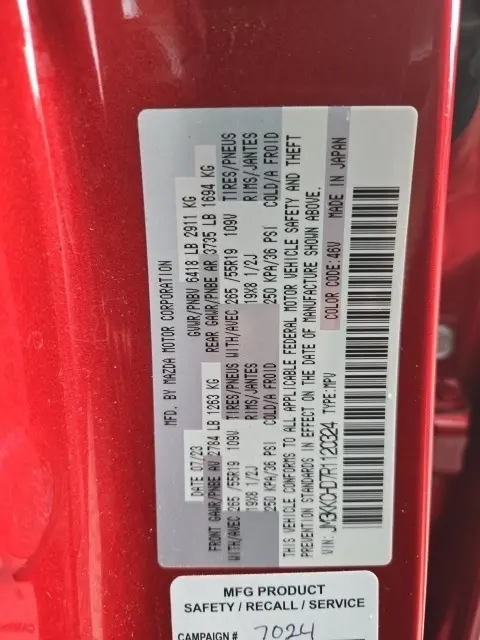 MFD. BY MAZDA MOTOR CORPORATION
DATE 07/23 GVWR/PNBV 6418 LB 2911 KG
FRONT GAWR/PNBE AV 2784 LB 1263 KG REAR GAWR/PNBE AR 3735 LB 1694 KG
WITH/AVEC 265 /55R19 109V TIRES/PNEUS WITH/AVEC 265 /55R19 109V TIRES/PNEUS
19X8 1/2J RIMS/JANTES 19X8 1/2J RIMS/JANTES
250 KPA/36 PSI COLD/A FROID 250 KPA/36 PSI COLD/A FROID
THIS VEHICLE CONFORMS TO ALL APPLICABLE FEDERAL MOTOR VEHICLE SAFETY AND THEFT
PREVENTION STANDARDS IN EFFECT ON THE DATE OF MANUFACTURE SHOWN ABOVE.
VIN: TYPE:MPV COLOR CODE:46V MADE IN JAPAN
MFG PRODUCT
SAFETY / RECALL / SERVICE
CAMPAIGN # 7024